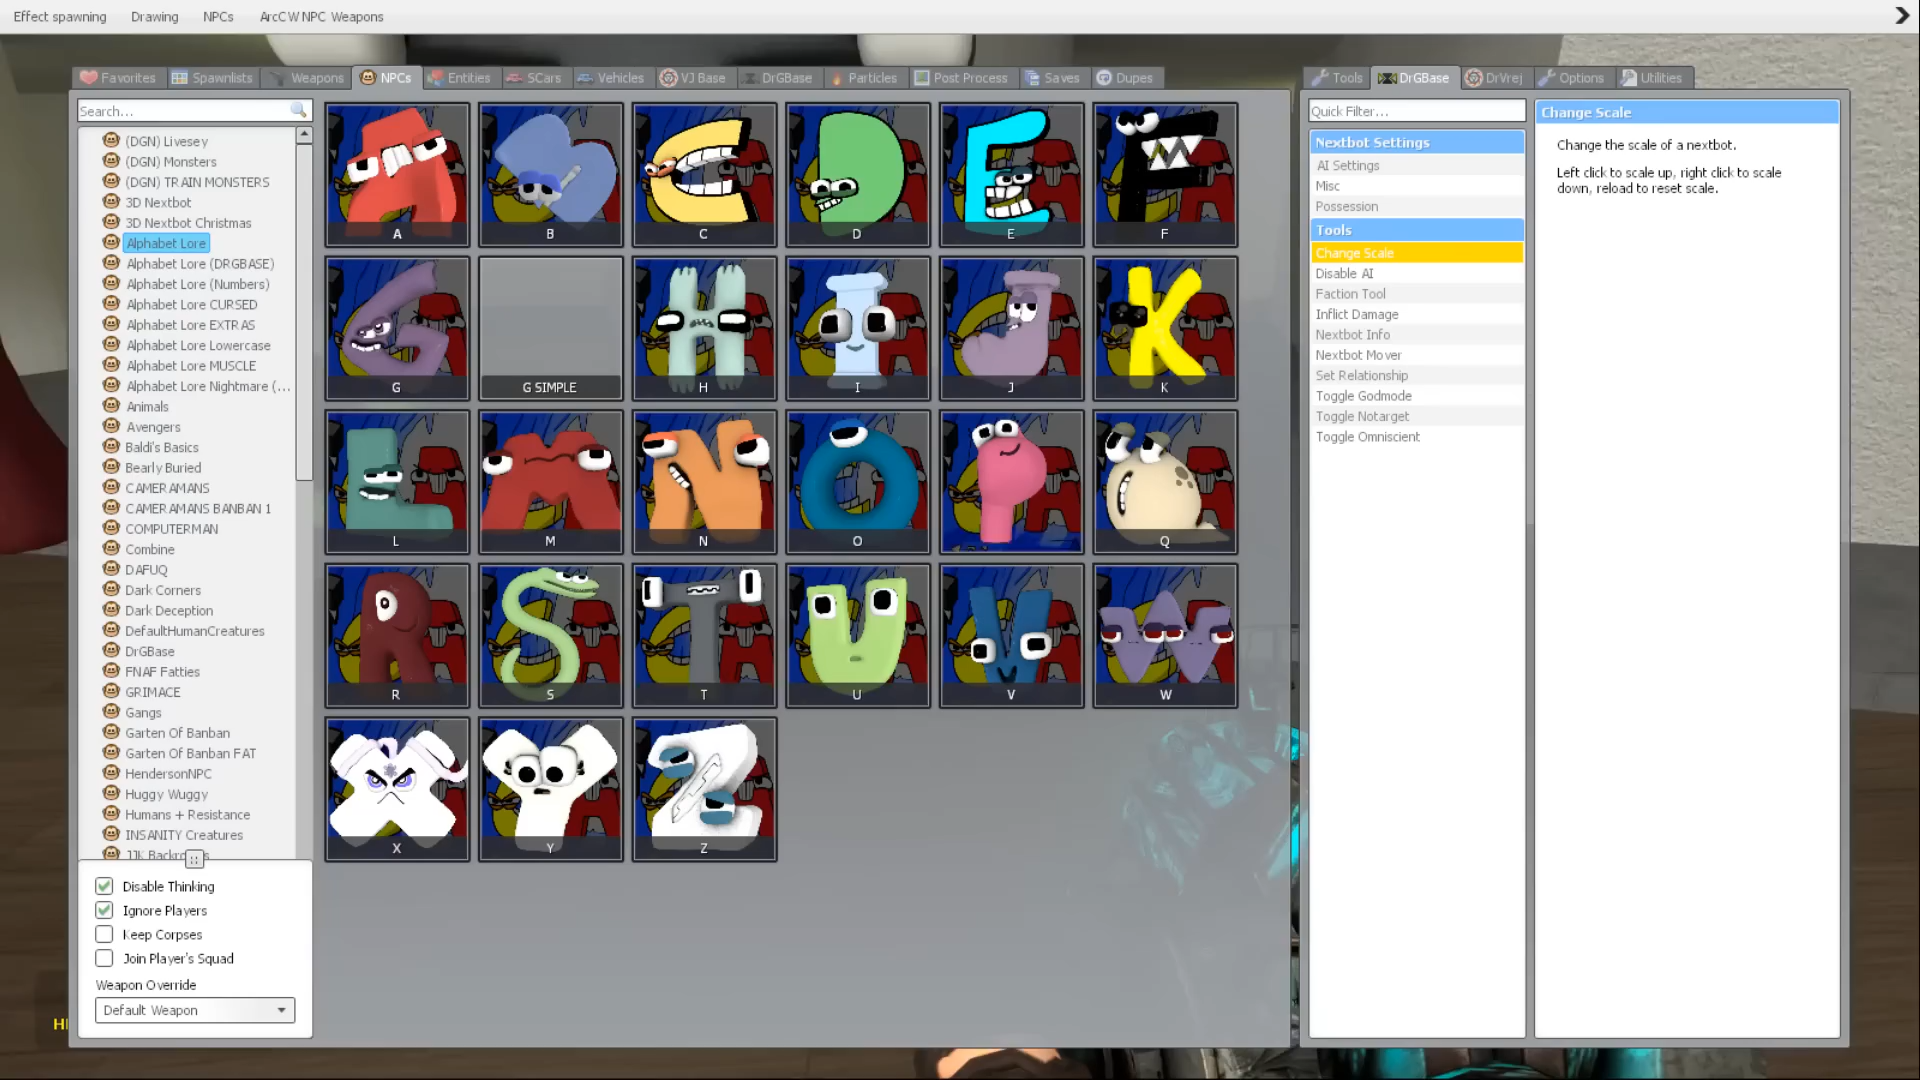 Effect spawning Drawing NPCs ArcCW NPC Weapons
Favorites Spawnlists Weapons NPCs Entities SCars Vehicles VJ Base DrGBase Particles Post Process Saves Dupes
Tools DrGBase DrVrej Options Utilities
Search...
(DGN) Livesey
(DGN) Monsters
(DGN) TRAIN MONSTERS
3D Nextbot
3D Nextbot Christmas
Alphabet Lore
Alphabet Lore (DRGBASE)
Alphabet Lore (Numbers)
Alphabet Lore CURSED
Alphabet Lore EXTRAS
Alphabet Lore Lowercase
Alphabet Lore MUSCLE
Alphabet Lore Nightmare (...
Animals
Avengers
Baldi's Basics
Bearly Buried
CAMERAMANS
CAMERAMANS BANBAN 1
COMPUTERMAN
Combine
DAFUQ
Dark Corners
Dark Deception
DefaultHumanCreatures
DrGBase
FNAF Fatties
GRIMACE
Gangs
Garten Of Banban
Garten Of Banban FAT
HendersonNPC
Huggy Wuggy
Humans + Resistance
INSANITY Creatures
Disable Thinking
Ignore Players
Keep Corpses
Join Player's Squad
Weapon Override
Default Weapon
A B C D E F
G G SIMPLE H I J K
L M N O Q
R S T U V W
X Y Z
Quick Filter...
Nextbot Settings
AI Settings
Misc
Possession
Tools
Change Scale
Disable AI
Faction Tool
Inflict Damage
Nextbot Info
Nextbot Mover
Set Relationship
Toggle Godmode
Toggle Notarget
Toggle Omniscient
Change Scale
Change the scale of a nextbot.
Left click to scale up, right click to scale
down, reload to reset scale.